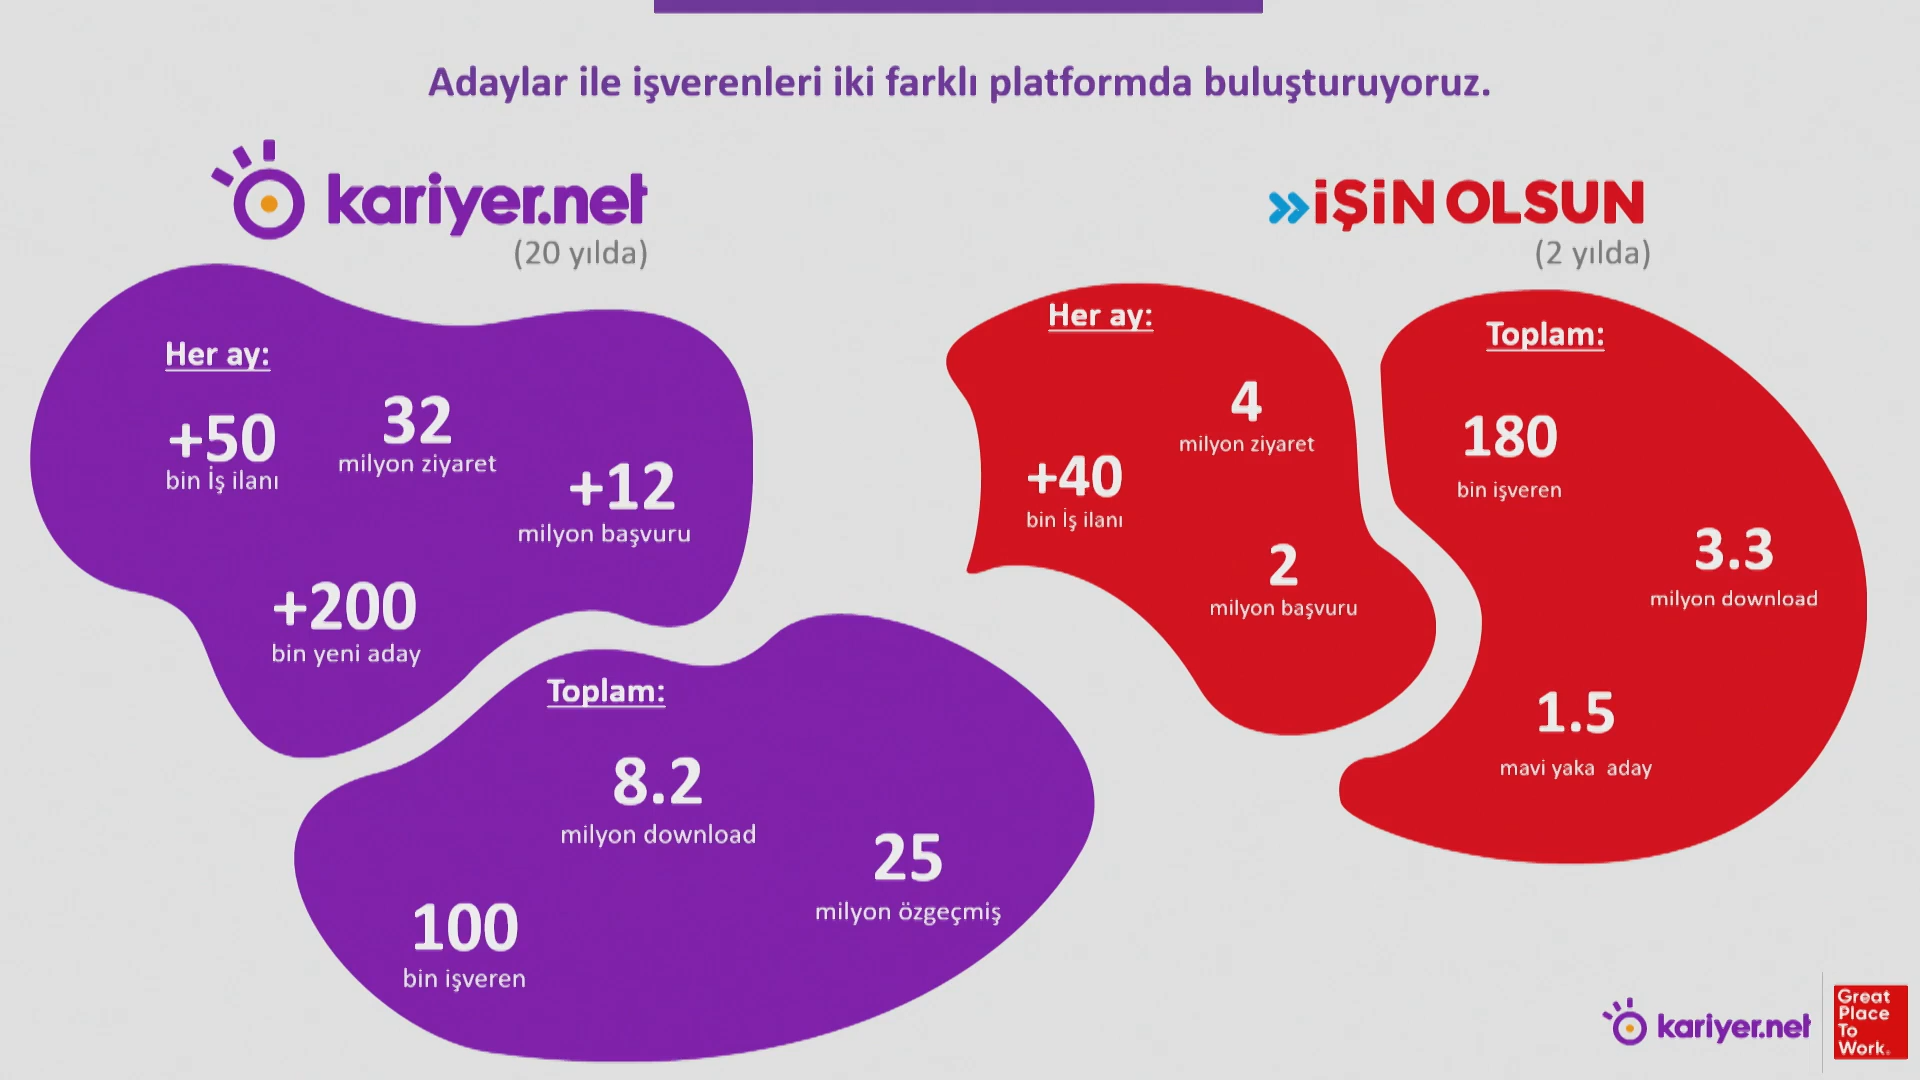 Adaylar ile işverenleri iki farklı platformda buluşturuyoruz.
kariyer.net
(20 yılda)
Her ay:
+50
bin İş ilanı
32
milyon ziyaret
+12
milyon başvuru
+200
bin yeni aday
Toplam:
8.2
milyon download
25
milyon özgeçmiş
100
bin işveren
»İŞİN OLSUN
(2 yılda)
Her ay:
4
milyon ziyaret
+40
bin İş ilanı
2
milyon başvuru
Toplam:
180
bin işveren
3.3
milyon download
1.5
mavi yaka aday
kariyer.net
Great
Place
To
Work.